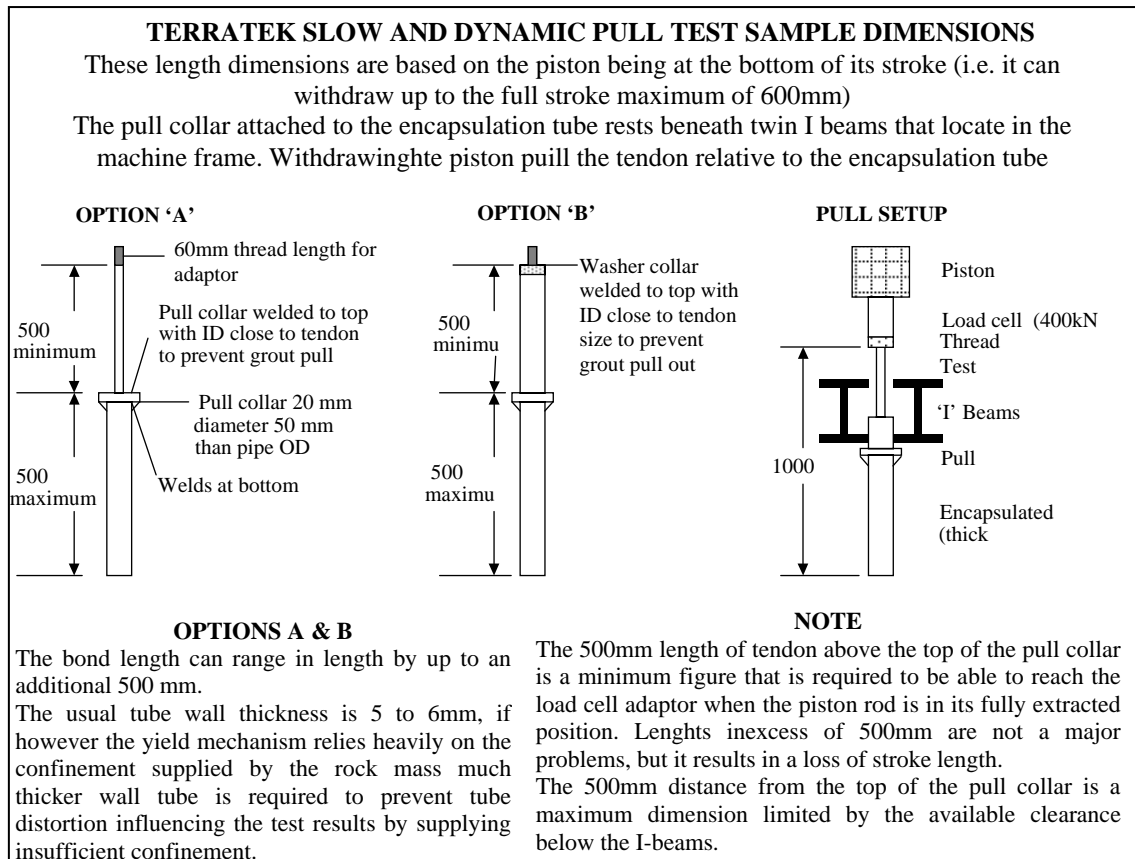 TERRATEK SLOW AND DYNAMIC PULL TEST SAMPLE DIMENSIONS
These length dimensions are based on the piston being at the bottom of its stroke (i.e. it can
withdraw up to the full stroke maximum of 600mm)
The pull collar attached to the encapsulation tube rests beneath twin I beams that locate in the
machine frame. Withdrawinghte piston puill the tendon relative to the encapsulation tube
OPTION ‘A’
60mm thread length for
adaptor
500
minimum
Pull collar welded to top
with ID close to tendon
to prevent grout pull
Pull collar 20 mm
diameter 50 mm
than pipe OD
500
maximum
Welds at bottom
OPTION ‘B’
Washer collar
welded to top with
ID close to tendon
size to prevent
grout pull out
500
minimu
500
maximu
PULL SETUP
Piston
Load cell (400kN
Thread
Test
‘I’ Beams
Pull
1000
Encapsulated
(thick
OPTIONS A & B
The bond length can range in length by up to an
additional 500 mm.
The usual tube wall thickness is 5 to 6mm, if
however the yield mechanism relies heavily on the
confinement supplied by the rock mass much
thicker wall tube is required to prevent tube
distortion influencing the test results by supplying
insufficient confinement.
NOTE
The 500mm length of tendon above the top of the pull collar
is a minimum figure that is required to be able to reach the
load cell adaptor when the piston rod is in its fully extracted
position. Lenghts inexcess of 500mm are not a major
problems, but it results in a loss of stroke length.
The 500mm distance from the top of the pull collar is a
maximum dimension limited by the available clearance
below the I-beams.